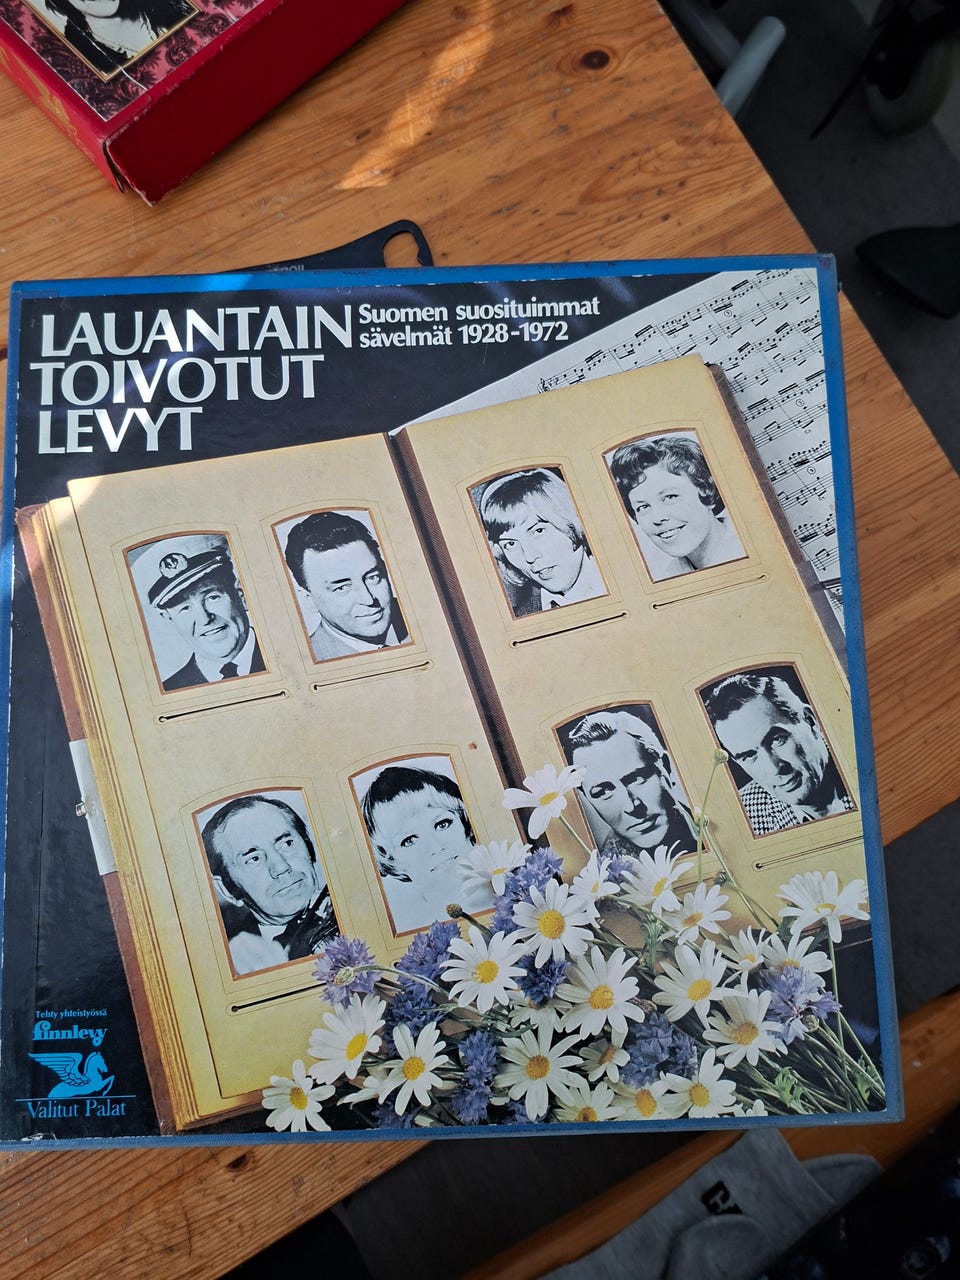 LAUANTAIN
TOIVOTUT
LEVYT
Suomen suosituimmat
sävelmät 1928-1972
Tehty yhteistyössä
finnlevy
Valitut Palat